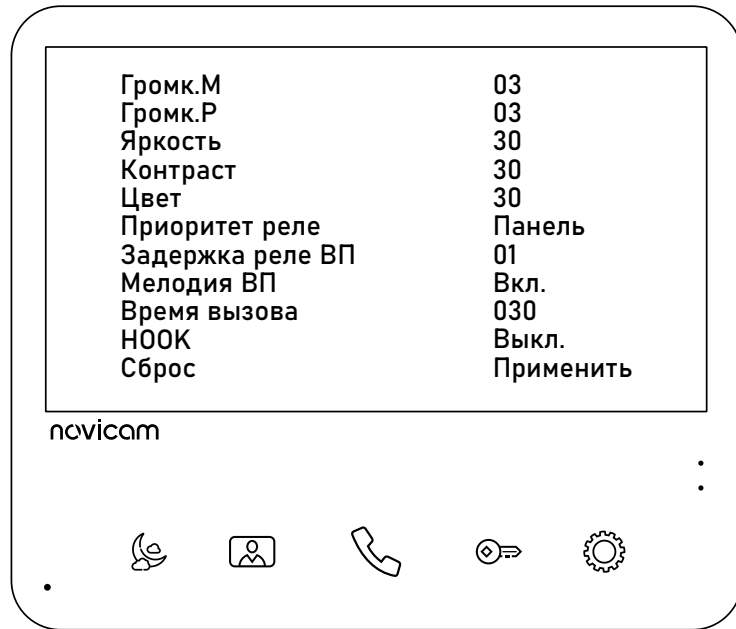 Громк.М 03
Громк.Р 03
Яркость 30
Контраст 30
Цвет 30
Приоритет реле Панель
Задержка реле ВП 01
Мелодия ВП Вкл.
Время вызова 030
HOOK Выкл.
Сброс Применить
novicam